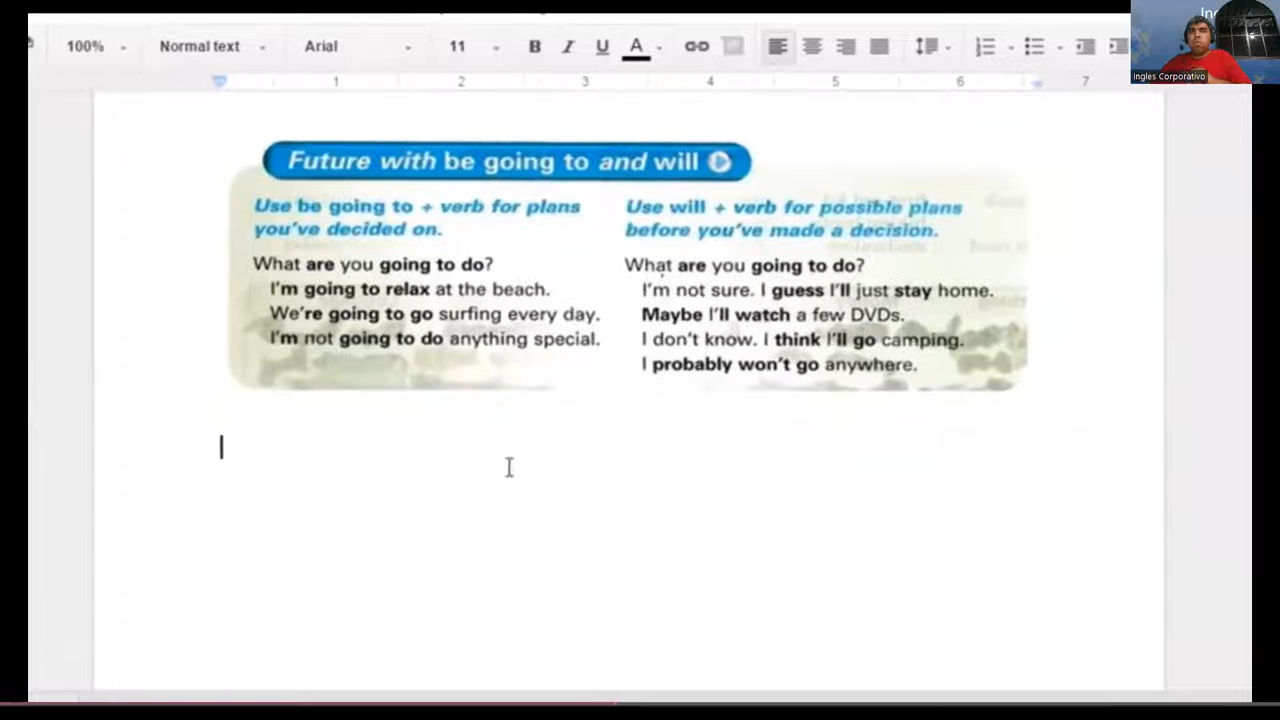 100%
Normal text
Arial
11
B I U A
1 2 3 4 5 6 7
Ingles Corporativo
Future with be going to and will
Use be going to + verb for plans
you've decided on.
What are you going to do?
I'm going to relax at the beach.
We're going to go surfing every day.
I'm not going to do anything special.
Use will + verb for possible plans
before you've made a decision.
What are you going to do?
I'm not sure. I guess I'll just stay home.
Maybe I'll watch a few DVDs.
I don't know. I think I'll go camping.
I probably won't go anywhere.